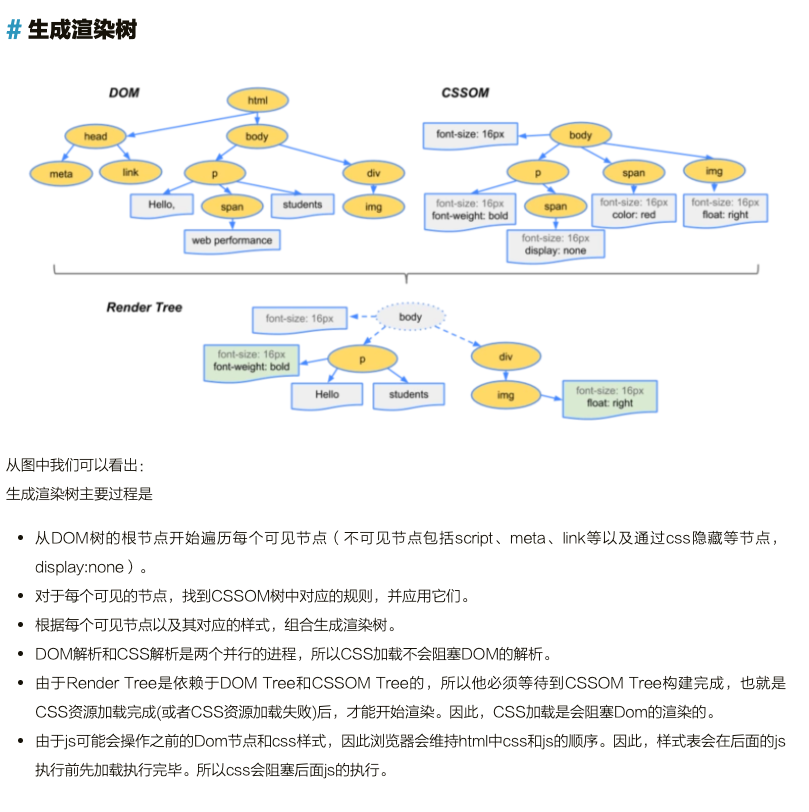 # 生成渲染树
DOM
CSSOM
html
head
body
meta
link
p
div
Hello,
span
students
img
web performance
font-size: 16px
body
p
span
img
font-size: 16px
font-weight: bold
span
font-size: 16px
color: red
font-size: 16px
float: right
font-size: 16px
display: none
Render Tree
font-size: 16px
body
font-size: 16px
font-weight: bold
p
div
Hello
students
img
font-size: 16px
float: right
从图中我们可以看出：
生成渲染树主要过程是
• 从DOM树的根节点开始遍历每个可见节点（不可见节点包括script、meta、link等以及通过css隐藏等节点，
display:none）。
• 对于每个可见的节点，找到CSSOM树中对应的规则，并应用它们。
• 根据每个可见节点以及其对应的样式，组合生成渲染树。
• DOM解析和CSS解析是两个并行的进程，所以CSS加载不会阻塞DOM的解析。
• 由于Render Tree是依赖于DOM Tree和CSSOM Tree的，所以他必须等待到CSSOM Tree构建完成，也就是
CSS资源加载完成(或者CSS资源加载失败)后，才能开始渲染。因此，CSS加载是会阻塞Dom的渲染的。
• 由于js可能会操作之前的Dom节点和css样式，因此浏览器会维持html中css和js的顺序。因此，样式表会在后面的js
执行前先加载执行完毕。所以css会阻塞后面js的执行。